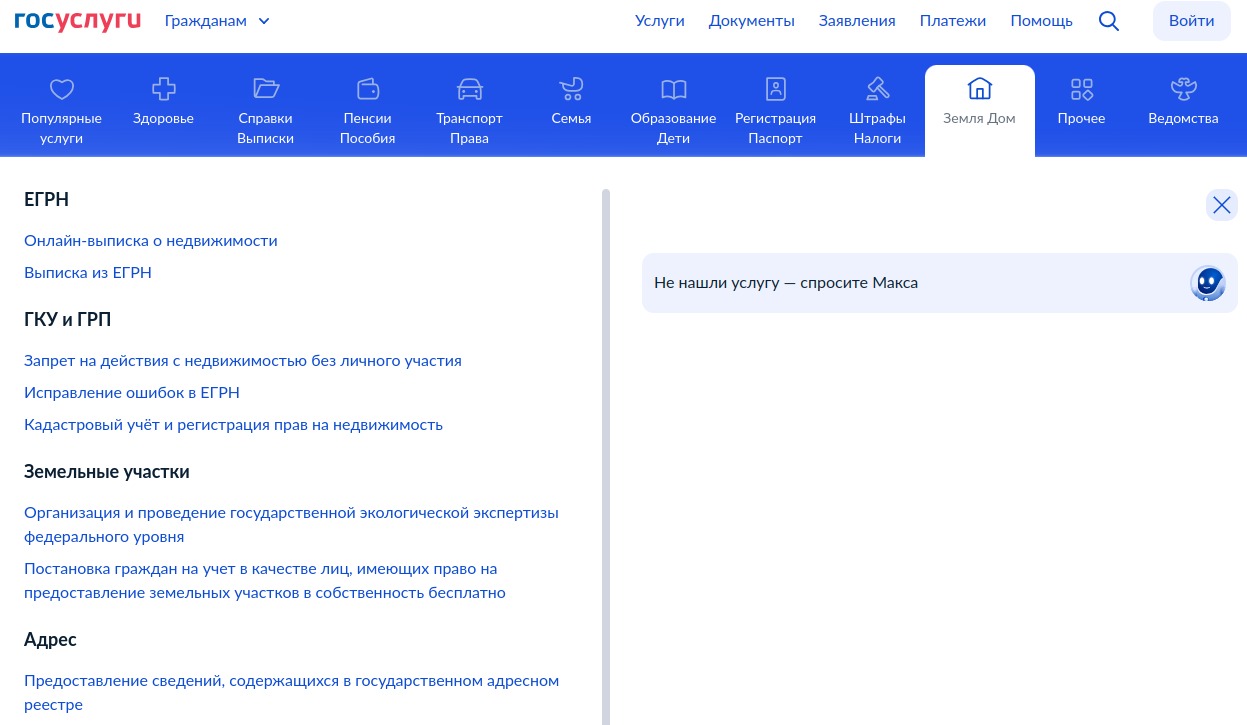 госуслуги Гражданам Услуги Документы Заявления Платежи Помощь Войти
Популярные услуги
Здоровье
Справки Выписки
Пенсии Пособия
Транспорт Права
Семья
Образование Дети
Регистрация Паспорт
Штрафы Налоги
Земля Дом
Прочее
Ведомства
ЕГРН
Онлайн-выписка о недвижимости
Выписка из ЕГРН
ГКУ и ГРП
Запрет на действия с недвижимостью без личного участия
Исправление ошибок в ЕГРН
Кадастровый учёт и регистрация прав на недвижимость
Земельные участки
Организация и проведение государственной экологической экспертизы
федерального уровня
Постановка граждан на учет в качестве лиц, имеющих право на
предоставление земельных участков в собственность бесплатно
Адрес
Предоставление сведений, содержащихся в государственном адресном
реестре
Не нашли услугу — спросите Макса